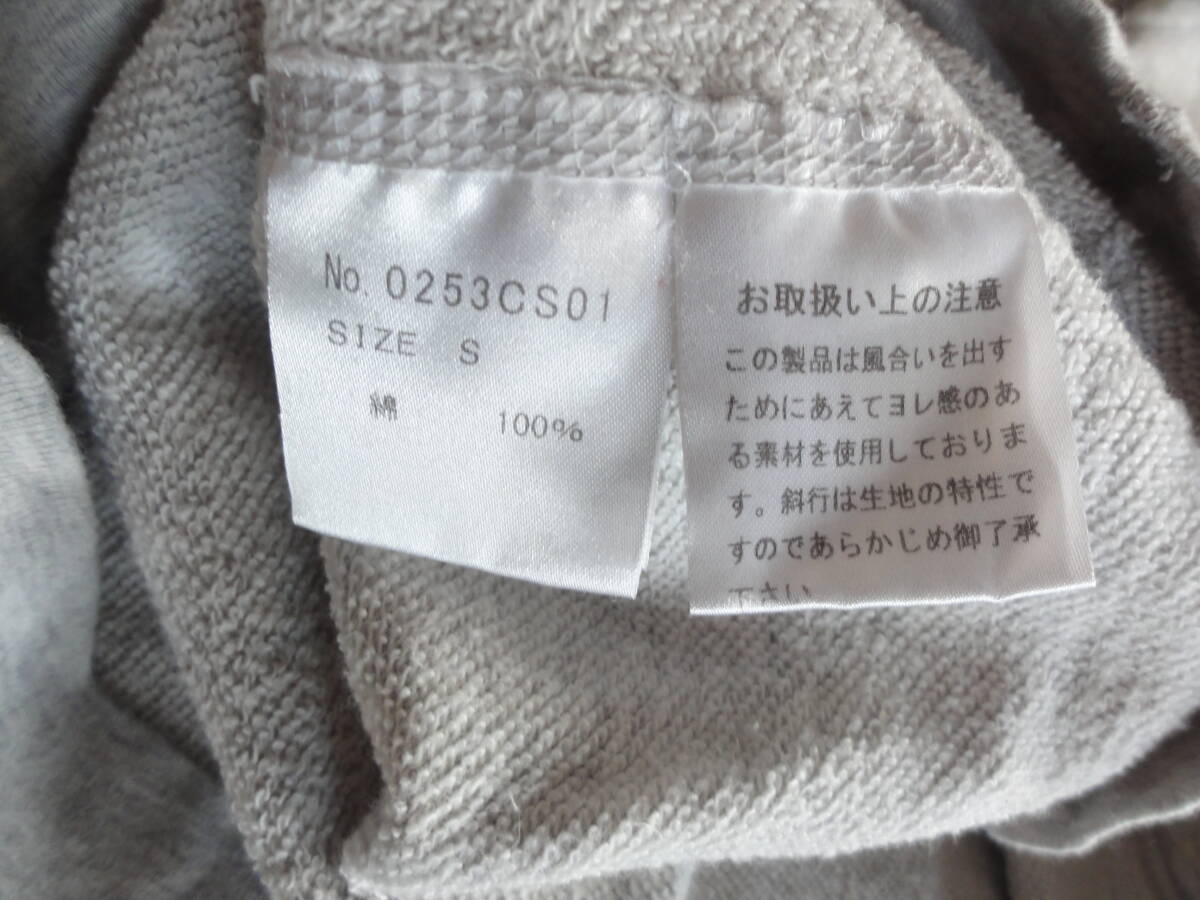 No. 0253CS01
SIZE S
綿 100%
お取扱い上の注意
この製品は風合いを出す
ためにあえてヨレ感のあ
る素材を使用しておりま
す。斜行は生地の特性で
すのであらかじめ御了承
下さい